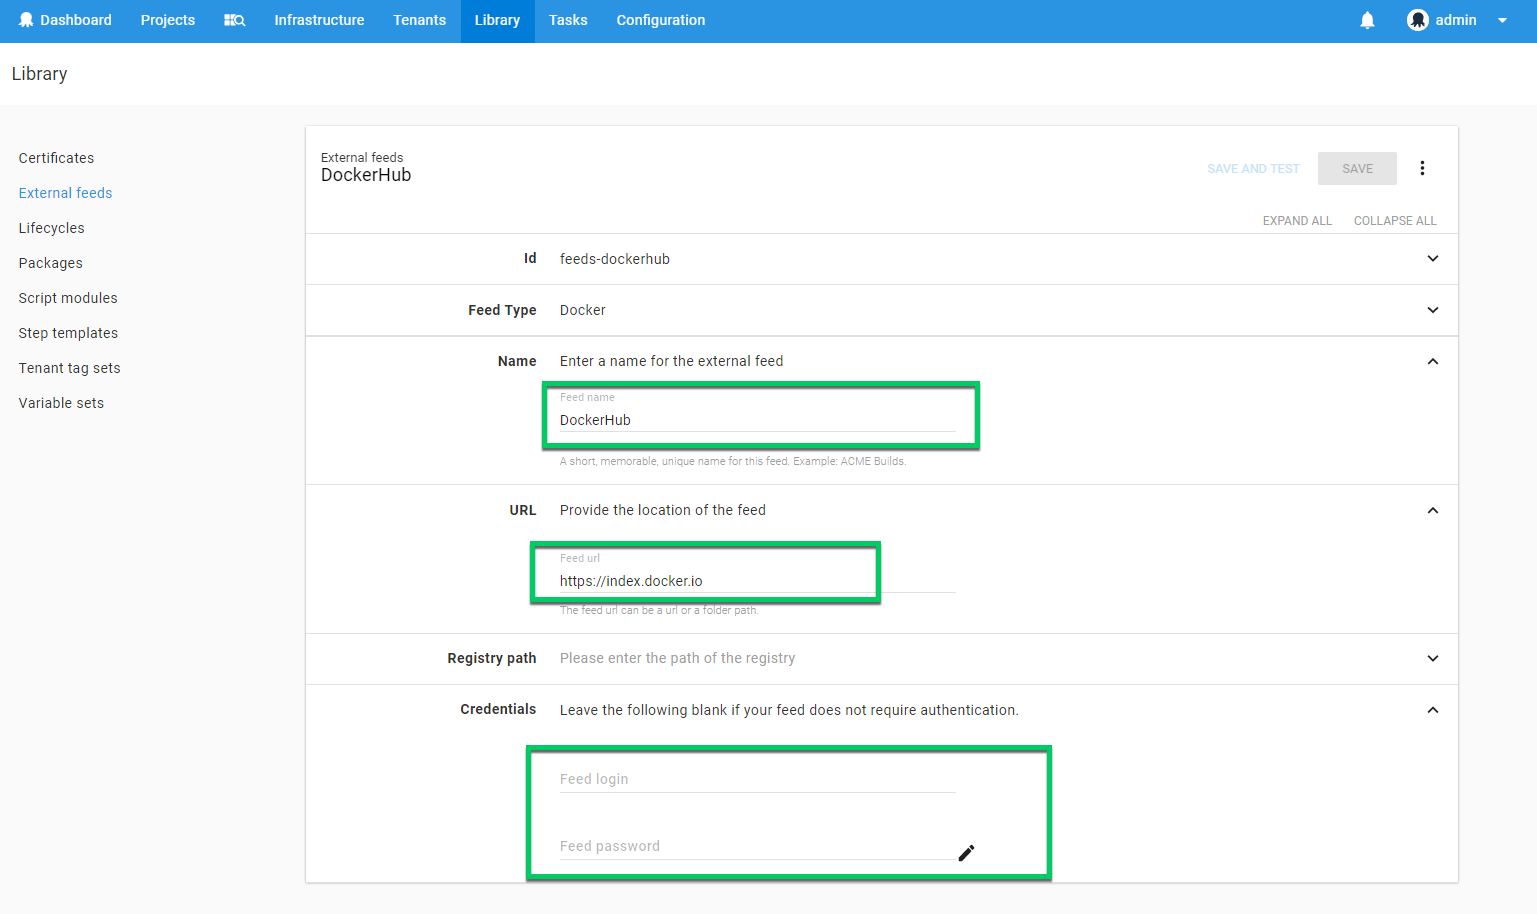 Dashboard Projects Infrastructure Tenants Library Tasks Configuration admin
Library
Certificates
External feeds
Lifecycles
Packages
Script modules
Step templates
Tenant tag sets
Variable sets
External feeds
DockerHub
SAVE AND TEST SAVE
EXPAND ALL COLLAPSE ALL
Id feeds-dockerhub
Feed Type Docker
Name Enter a name for the external feed
Feed name
DockerHub
A short, memorable, unique name for this feed. Example: ACME Builds.
URL Provide the location of the feed
Feed url
https://index.docker.io
The feed url can be a url or a folder path.
Registry path Please enter the path of the registry
Credentials Leave the following blank if your feed does not require authentication.
Feed login
Feed password